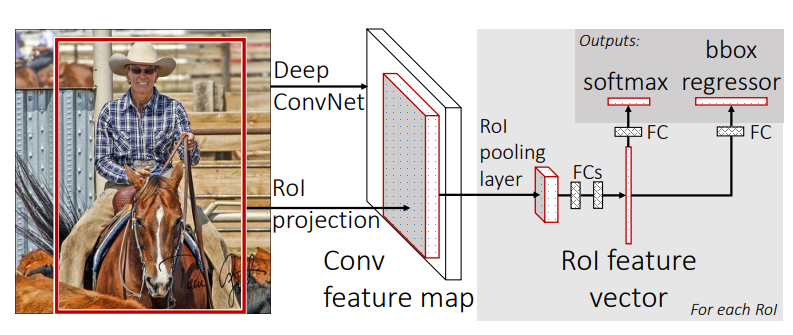 Deep
ConvNet
RoI
projection
Conv
feature map
RoI
pooling
layer
FCs
RoI feature
vector
For each RoI
Outputs:
softmax
bbox
regressor
FC
FC